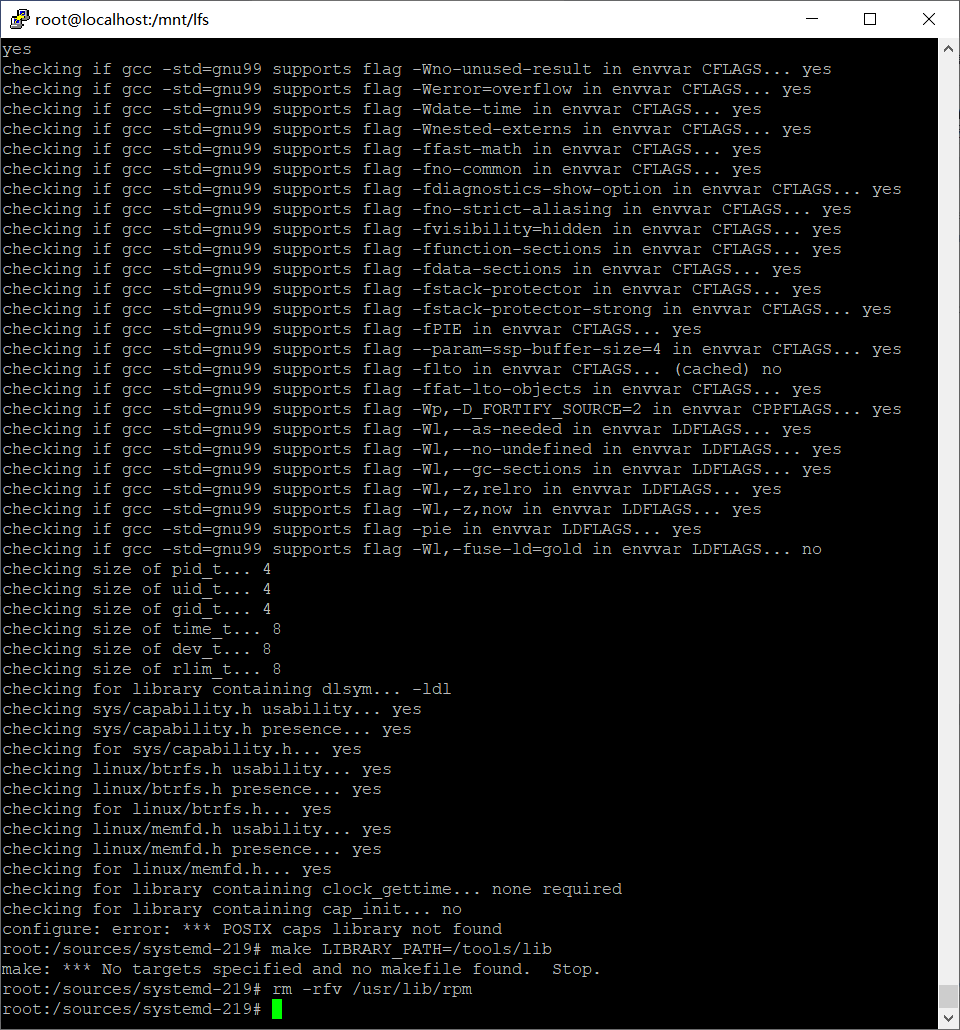 root@localhost:/mnt/lfs
yes
checking if gcc -std=gnu99 supports flag -Wno-unused-result in envvar CFLAGS... yes
checking if gcc -std=gnu99 supports flag -Werror=overflow in envvar CFLAGS... yes
checking if gcc -std=gnu99 supports flag -Wdate-time in envvar CFLAGS... yes
checking if gcc -std=gnu99 supports flag -Wnested-externs in envvar CFLAGS... yes
checking if gcc -std=gnu99 supports flag -ffast-math in envvar CFLAGS... yes
checking if gcc -std=gnu99 supports flag -fno-common in envvar CFLAGS... yes
checking if gcc -std=gnu99 supports flag -fdiagnostics-show-option in envvar CFLAGS... yes
checking if gcc -std=gnu99 supports flag -fno-strict-aliasing in envvar CFLAGS... yes
checking if gcc -std=gnu99 supports flag -fvisibility=hidden in envvar CFLAGS... yes
checking if gcc -std=gnu99 supports flag -ffunction-sections in envvar CFLAGS... yes
checking if gcc -std=gnu99 supports flag -fdata-sections in envvar CFLAGS... yes
checking if gcc -std=gnu99 supports flag -fstack-protector in envvar CFLAGS... yes
checking if gcc -std=gnu99 supports flag -fstack-protector-strong in envvar CFLAGS... yes
checking if gcc -std=gnu99 supports flag -fPIE in envvar CFLAGS... yes
checking if gcc -std=gnu99 supports flag --param=ssp-buffer-size=4 in envvar CFLAGS... yes
checking if gcc -std=gnu99 supports flag -flto in envvar CFLAGS... (cached) no
checking if gcc -std=gnu99 supports flag -ffat-lto-objects in envvar CFLAGS... yes
checking if gcc -std=gnu99 supports flag -Wp,-D_FORTIFY_SOURCE=2 in envvar CPPFLAGS... yes
checking if gcc -std=gnu99 supports flag -Wl,--as-needed in envvar LDFLAGS... yes
checking if gcc -std=gnu99 supports flag -Wl,--no-undefined in envvar LDFLAGS... yes
checking if gcc -std=gnu99 supports flag -Wl,--gc-sections in envvar LDFLAGS... yes
checking if gcc -std=gnu99 supports flag -Wl,-z,relro in envvar LDFLAGS... yes
checking if gcc -std=gnu99 supports flag -Wl,-z,now in envvar LDFLAGS... yes
checking if gcc -std=gnu99 supports flag -pie in envvar LDFLAGS... yes
checking if gcc -std=gnu99 supports flag -Wl,-fuse-ld=gold in envvar LDFLAGS... no
checking size of pid_t... 4
checking size of uid_t... 4
checking size of gid_t... 4
checking size of time_t... 8
checking size of dev_t... 8
checking size of rlim_t... 8
checking for library containing dlsym... -ldl
checking sys/capability.h usability... yes
checking sys/capability.h presence... yes
checking for sys/capability.h... yes
checking linux/btrfs.h usability... yes
checking linux/btrfs.h presence... yes
checking for linux/btrfs.h... yes
checking linux/memfd.h usability... yes
checking linux/memfd.h presence... yes
checking for linux/memfd.h... yes
checking for library containing clock_gettime... none required
checking for library containing cap_init... no
configure: error: *** POSIX caps library not found
root:/sources/systemd-219# make LIBRARY_PATH=/tools/lib
make: *** No targets specified and no makefile found.  Stop.
root:/sources/systemd-219# rm -rfv /usr/lib/rpm
root:/sources/systemd-219#